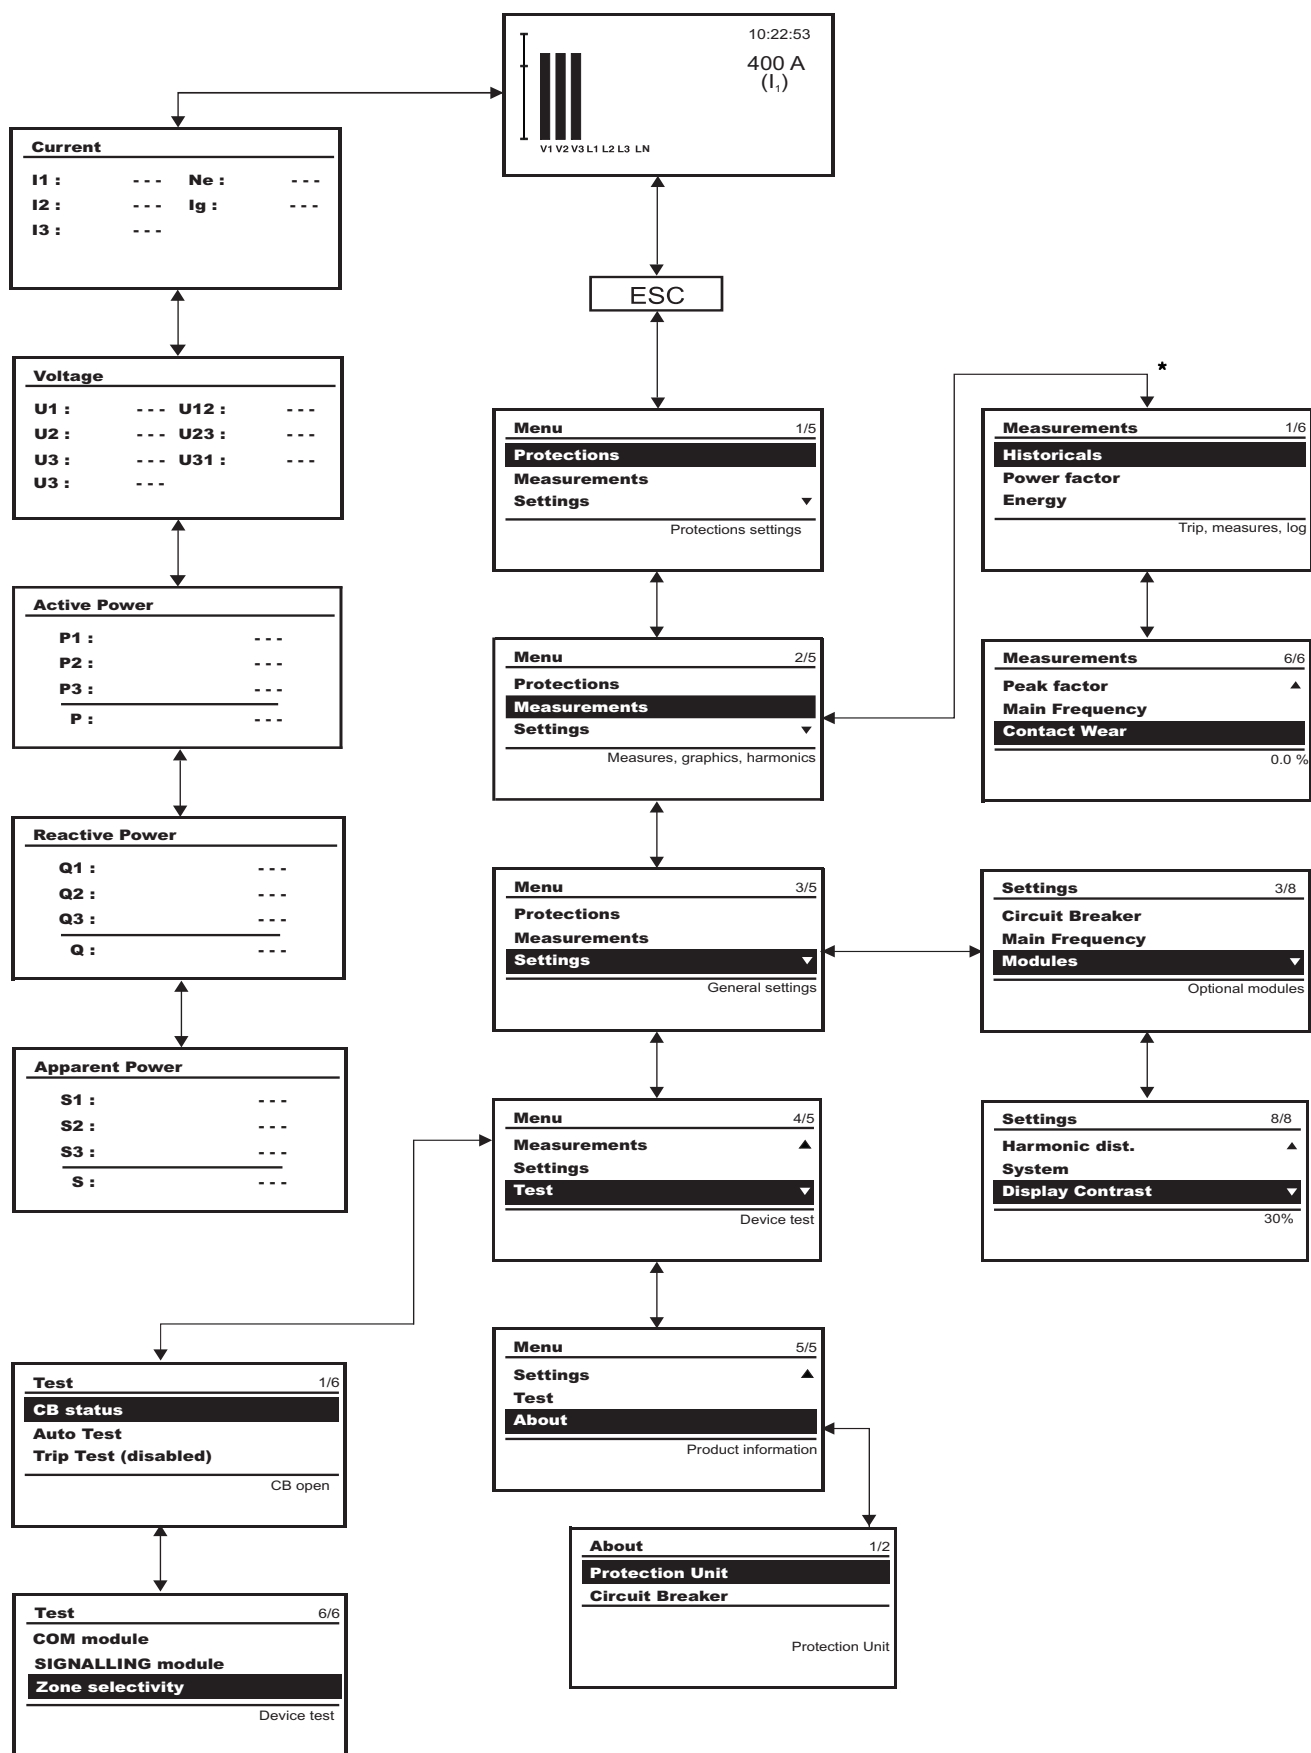 10:22:53
400 A
(I1)
V1 V2 V3 L1 L2 L3 LN
Current
I1 : --- Ne : ---
I2 : --- Ig : ---
I3 : ---
ESC
Voltage
U1 : --- U12 : ---
U2 : --- U23 : ---
U3 : --- U31 : ---
U3 : ---
Active Power
P1 : ---
P2 : ---
P3 : ---
P : ---
Reactive Power
Q1 : ---
Q2 : ---
Q3 : ---
Q : ---
Apparent Power
S1 : ---
S2 : ---
S3 : ---
S : ---
Menu 1/5
Protections
Measurements
Settings
Protections settings
*
Measurements 1/6
Historicals
Power factor
Energy
Trip, measures, log
Menu 2/5
Protections
Measurements
Settings
Measures, graphics, harmonics
Measurements 6/6
Peak factor
Main Frequency
Contact Wear
0.0 %
Menu 3/5
Protections
Measurements
Settings
General settings
Settings 3/8
Circuit Breaker
Main Frequency
Modules
Optional modules
Menu 4/5
Measurements
Settings
Test
Device test
Settings 8/8
Harmonic dist.
System
Display Contrast
30%
Menu 5/5
Settings
Test
About
Product information
Test 1/6
CB status
Auto Test
Trip Test (disabled)
CB open
About 1/2
Protection Unit
Circuit Breaker
Protection Unit
Test 6/6
COM module
SIGNALLING module
Zone selectivity
Device test